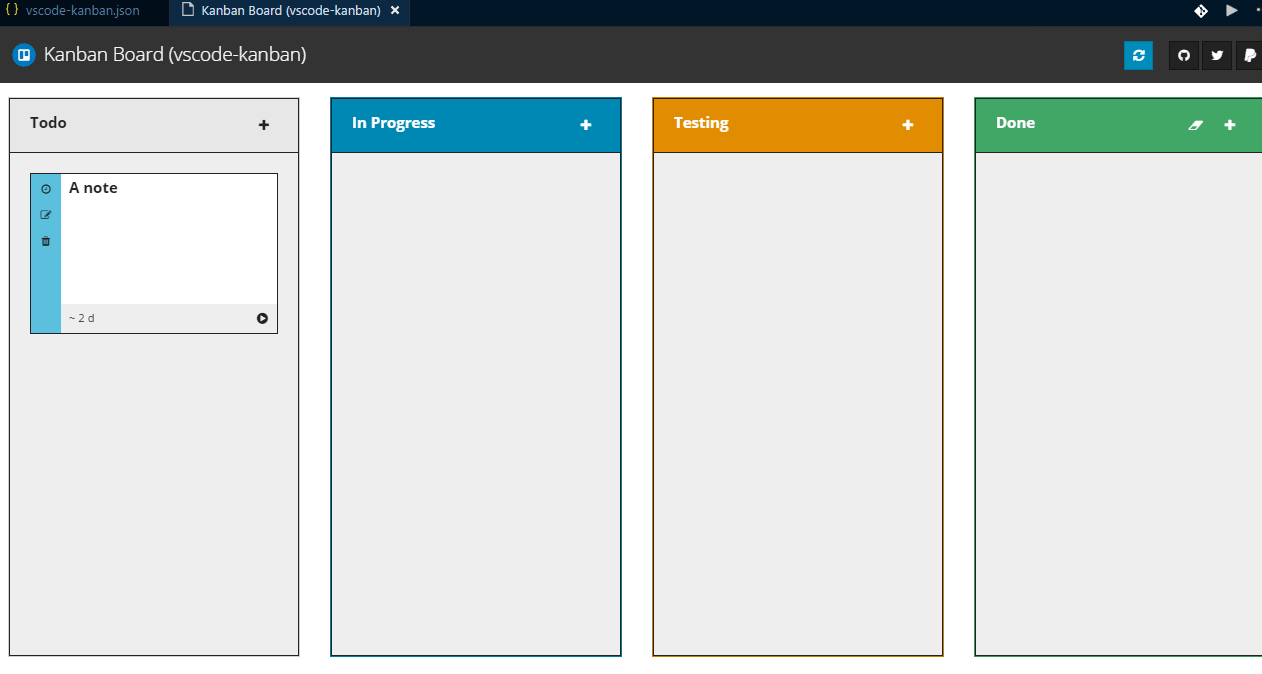 { } vscode-kanban.json
Kanban Board (vscode-kanban)
Kanban Board (vscode-kanban)
Todo
In Progress
Testing
Done
A note
~ 2 d